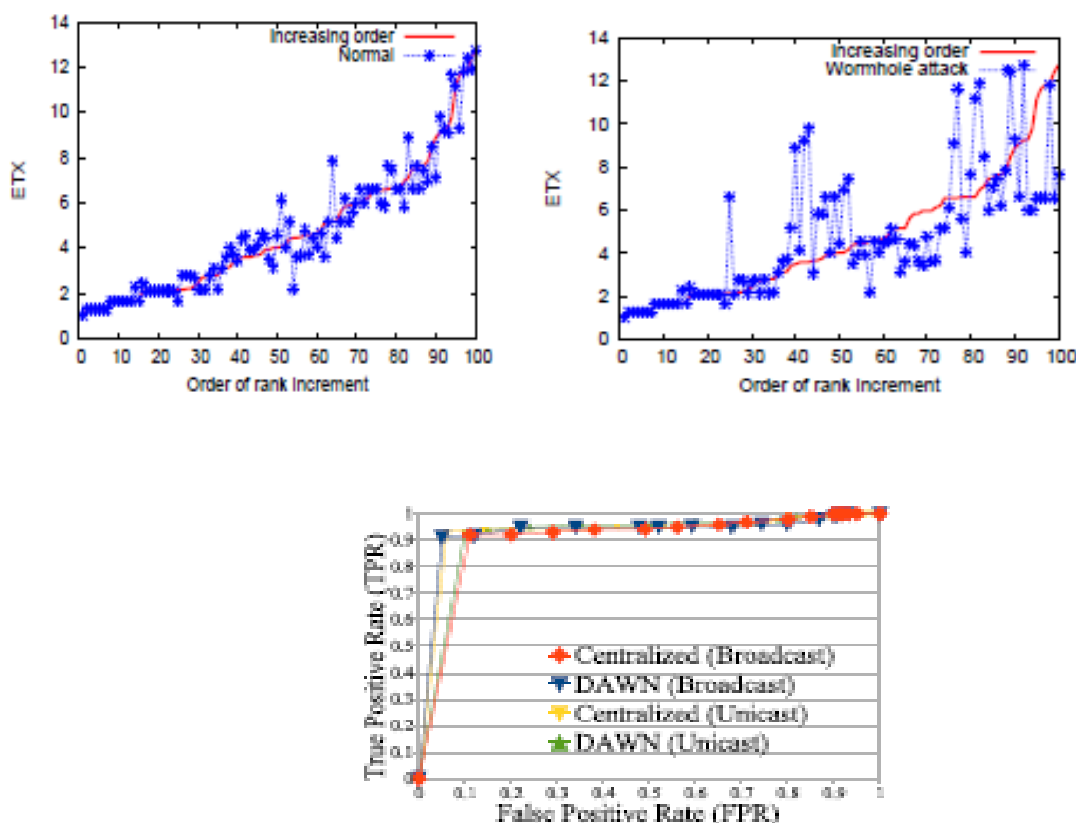 14
12
10
8
6
4
2
0
ETX
Increasing order
Normal
0 10 20 30 40 50 60 70 80 90 100
Order of rank increment
14
12
10
8
6
4
2
0
ETX
Increasing order
Wormhole attack
0 10 20 30 40 50 60 70 80 90 100
Order of rank increment
True Positive Rate (TPR)
1
0.9
0.8
0.7
0.6
0.5
0.4
0.3
0.2
0.1
0
Centralized (Broadcast)
DAWN (Broadcast)
Centralized (Unicast)
DAWN (Unicast)
0 0.1 0.2 0.3 0.4 0.5 0.6 0.7 0.8 0.9 1
False Positive Rate (FPR)